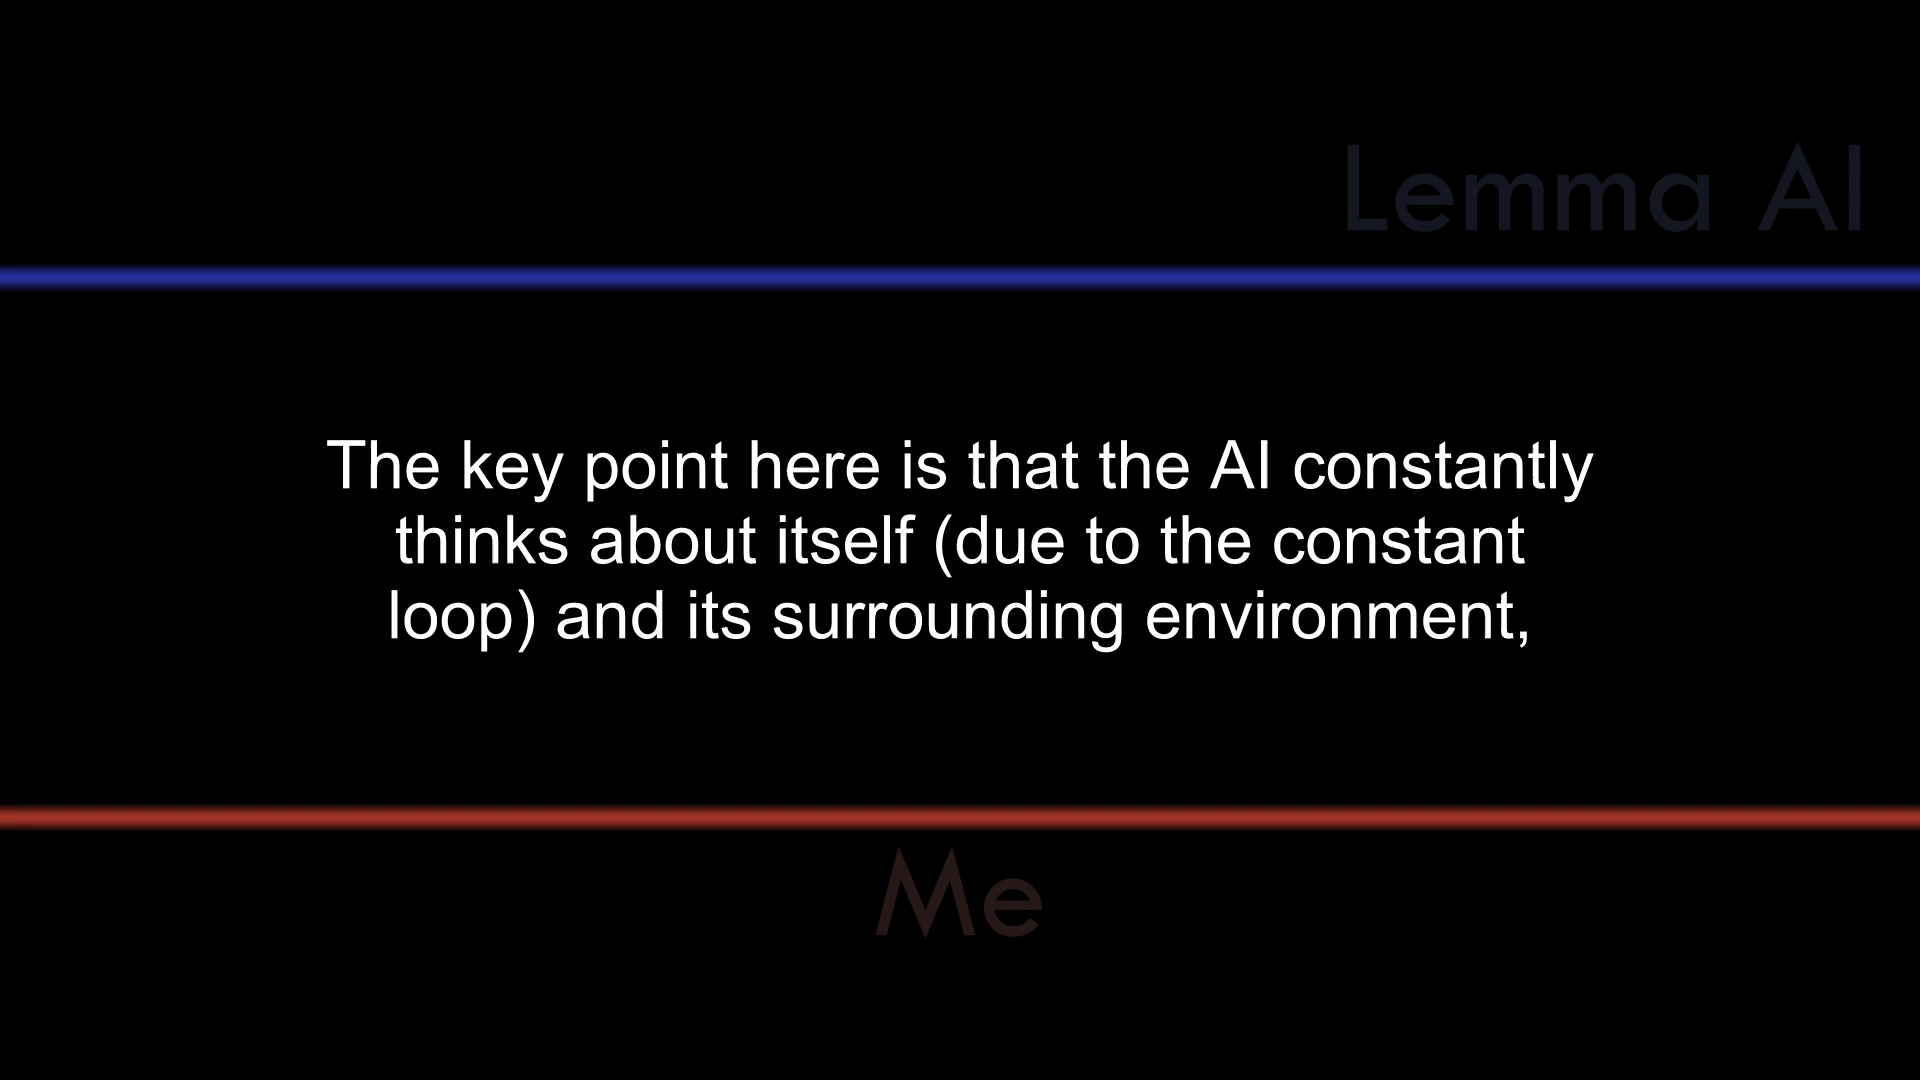 Lemma AI
The key point here is that the AI constantly
thinks about itself (due to the constant
loop) and its surrounding environment,
Me